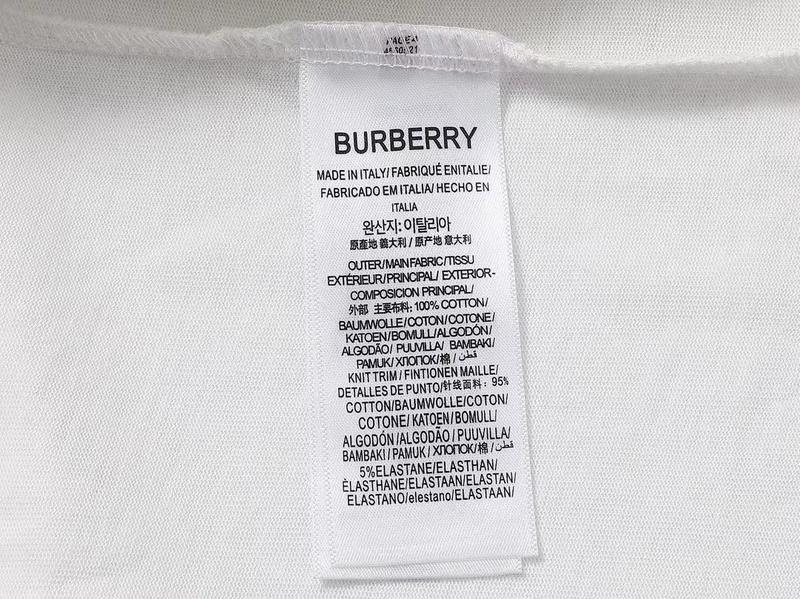 BURBERRY
MADE IN ITALY/ FABRIQUÉ ENITALIE/
FABRICADO EM ITALIA/ HECHO EN
ITALIA
완산지: 이탈리아
原產地 義大利 / 原产地 意大利
OUTER/MAIN FABRIC/TISSU
EXTÉRIEUR/PRINCIPAL/ EXTERIOR-
COMPOSICION PRINCIPAL/
外部 主要布料: 100% COTTON/
BAUMWOLLE/COTON/COTONE/
KATOEN/BOMULL/ALGODÓN/
ALGODÃO/ PUUVILLA/ BAMBAKI/
PAMUK/ХЛОПОК/棉/ قطن
KNIT TRIM / FINTIONEN MAILLE/
DETALLES DE PUNTO/针线面料: 95%
COTTON/BAUMWOLLE/COTON/
COTONE/ KATOEN/BOMULL/
ALGODÓN /ALGODÃO / PUUVILLA/
BAMBAKI / PAMUK / ХЛОПОК/棉/ قطن
5%ELASTANE/ELASTHAN/
ÈLASTHANE/ELASTAAN/ELASTAN/
ELASTANO/elestano/ELASTAAN/